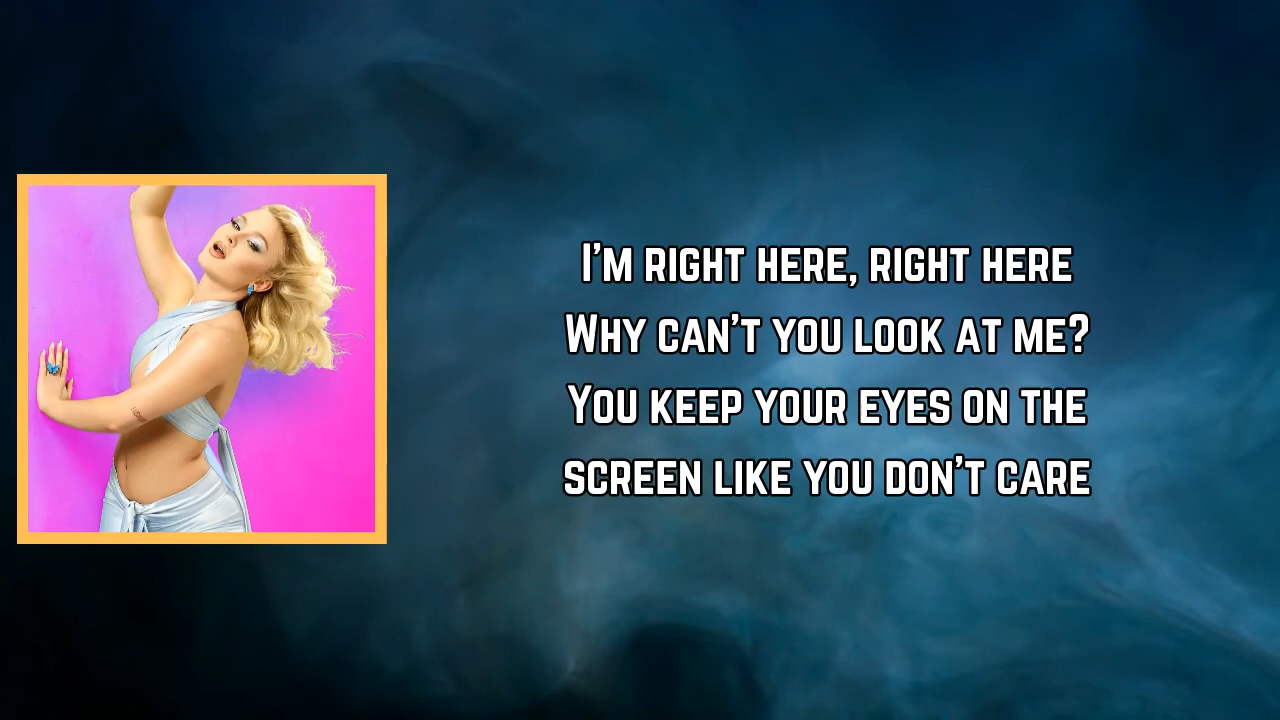 I'm right here, right here
Why can't you look at me?
You keep your eyes on the
screen like you don't care